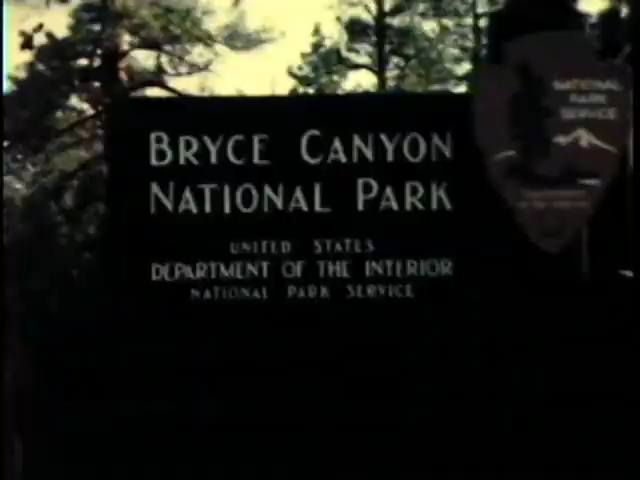 BRYCE CANYON
NATIONAL PARK
UNITED STATES
DEPARTMENT OF THE INTERIOR
NATIONAL PARK SERVICE
NATIONAL
PARK
SERVICE